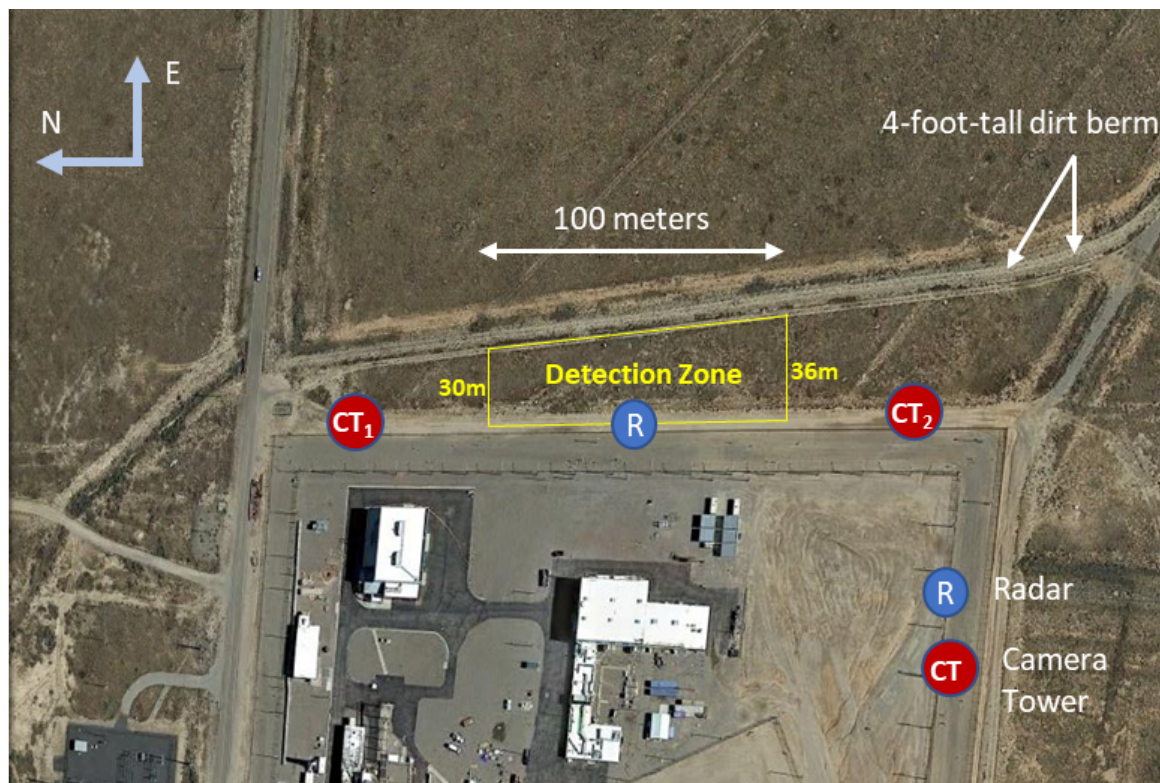 E
N
4-foot-tall dirt berm
100 meters
30m
Detection Zone
36m
CT1
R
CT2
R
Radar
CT
Camera
Tower